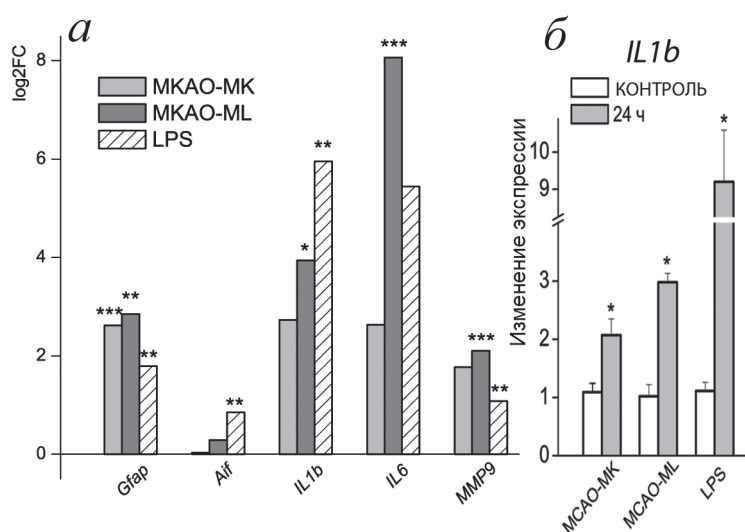 а
log2FC
8
6
4
2
0
МКАО-МК
МКАО-ML
LPS
***
**
**
**
*
**
***
***
**
Gfap
Aif
IL1b
IL6
MMP9
б
IL1b
КОНТРОЛЬ
24 ч
Изменение экспрессии
10
9
3
2
1
0
*
*
*
MCAO-MK
MCAO-ML
LPS